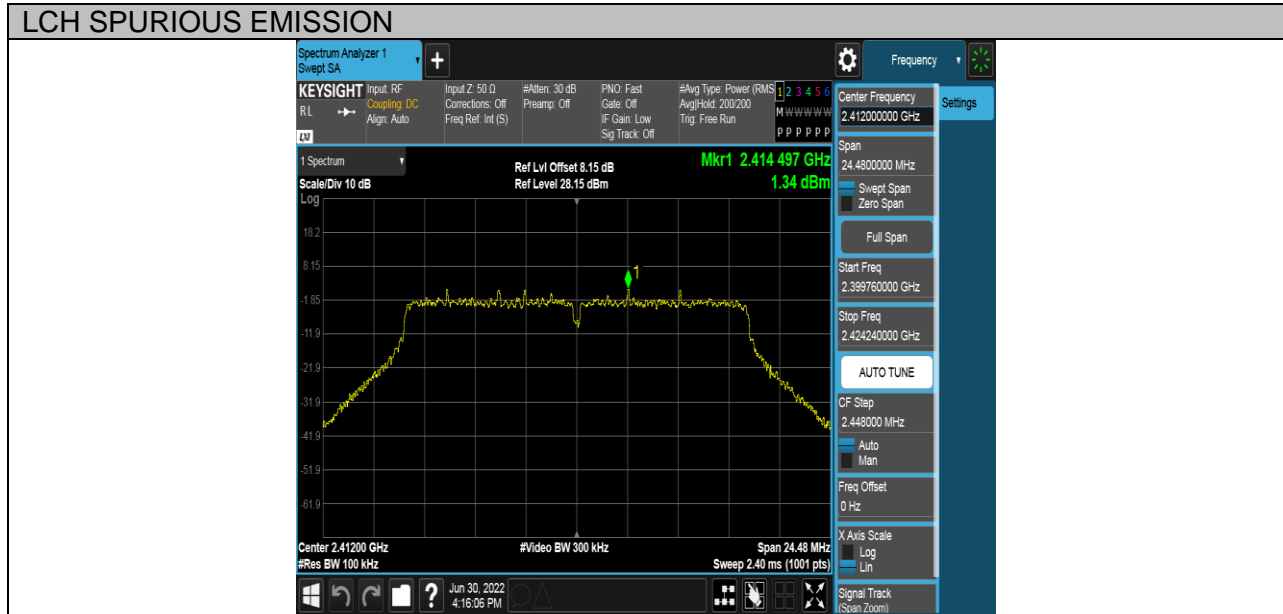 LCH SPURIOUS EMISSION
Spectrum Analyzer 1
Swept SA
Frequency
KEYSIGHT
RL
LXI
Input: RF
Coupling: DC
Align: Auto
Input Z: 50 Ω
Corrections: Off
Freq Ref: Int (S)
#Atten: 30 dB
Preamp: Off
PNO: Fast
Gate: Off
IF Gain: Low
Sig Track: Off
#Avg Type: Power (RMS
Avg|Hold: 200/200
Trig: Free Run
1 2 3 4 5 6
M W W W W W
P P P P P P
1 Spectrum
Scale/Div 10 dB
Log
Ref Lvl Offset 8.15 dB
Ref Level 28.15 dBm
Mkr1 2.414 497 GHz
1.34 dBm
18.2
8.15
-1.85
-11.9
-21.9
-31.9
-41.9
-51.9
-61.9
1
Center 2.41200 GHz
#Res BW 100 kHz
#Video BW 300 kHz
Span 24.48 MHz
Sweep 2.40 ms (1001 pts)
Jun 30, 2022
4:16:06 PM
?
Center Frequency
2.412000000 GHz
Settings
Span
24.4800000 MHz
Swept Span
Zero Span
Full Span
Start Freq
2.399760000 GHz
Stop Freq
2.424240000 GHz
AUTO TUNE
CF Step
2.448000 MHz
Auto
Man
Freq Offset
0 Hz
X Axis Scale
Log
Lin
Signal Track
(Span Zoom)